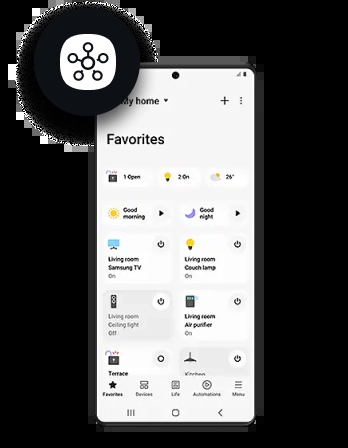 My home
Favorites
1 Open
2 On
26°
Good
morning
Good
night
Living room
Samsung TV
On
Living room
Couch lamp
On
Living room
Ceiling light
Off
Living room
Air purifier
On
Terrace
Kitchen
Favorites
Devices
Life
Automations
Menu